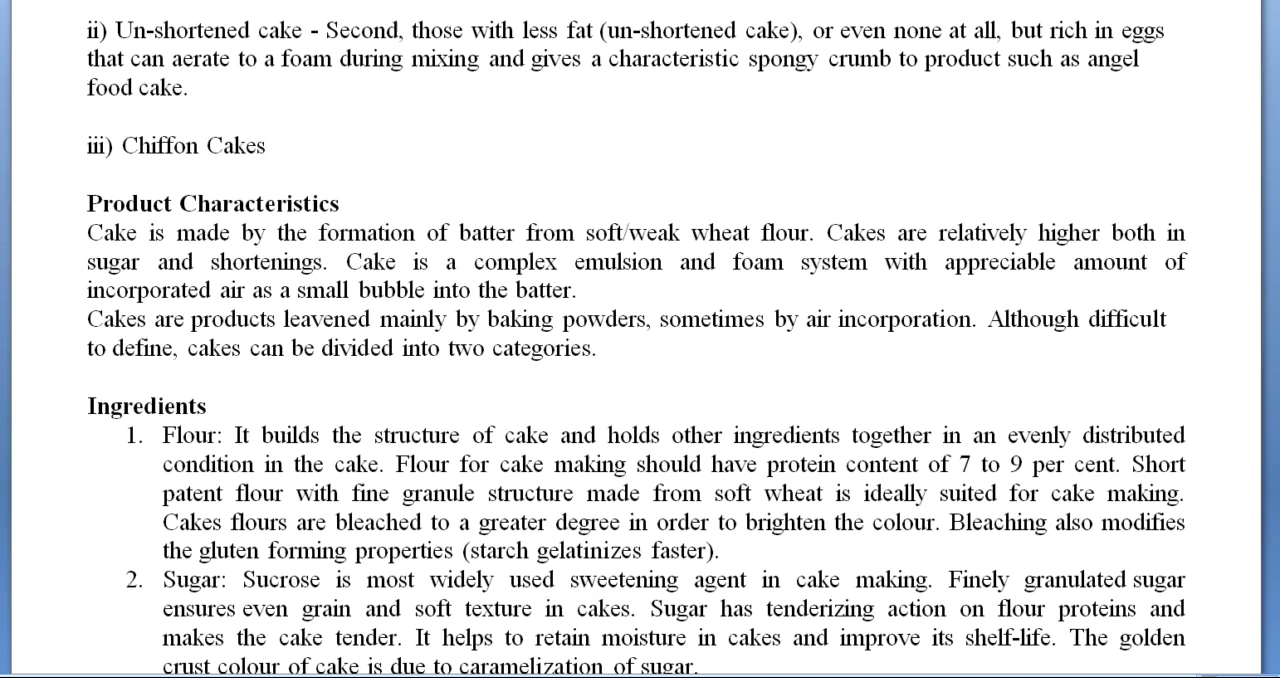 ii) Un-shortened cake - Second, those with less fat (un-shortened cake), or even none at all, but rich in eggs
that can aerate to a foam during mixing and gives a characteristic spongy crumb to product such as angel
food cake.
iii) Chiffon Cakes
Product Characteristics
Cake is made by the formation of batter from soft/weak wheat flour. Cakes are relatively higher both in
sugar and shortenings. Cake is a complex emulsion and foam system with appreciable amount of
incorporated air as a small bubble into the batter.
Cakes are products leavened mainly by baking powders, sometimes by air incorporation. Although difficult
to define, cakes can be divided into two categories.
Ingredients
1. Flour: It builds the structure of cake and holds other ingredients together in an evenly distributed
condition in the cake. Flour for cake making should have protein content of 7 to 9 per cent. Short
patent flour with fine granule structure made from soft wheat is ideally suited for cake making.
Cakes flours are bleached to a greater degree in order to brighten the colour. Bleaching also modifies
the gluten forming properties (starch gelatinizes faster).
2. Sugar: Sucrose is most widely used sweetening agent in cake making. Finely granulated sugar
ensures even grain and soft texture in cakes. Sugar has tenderizing action on flour proteins and
makes the cake tender. It helps to retain moisture in cakes and improve its shelf-life. The golden
crust colour of cake is due to caramelization of sugar.